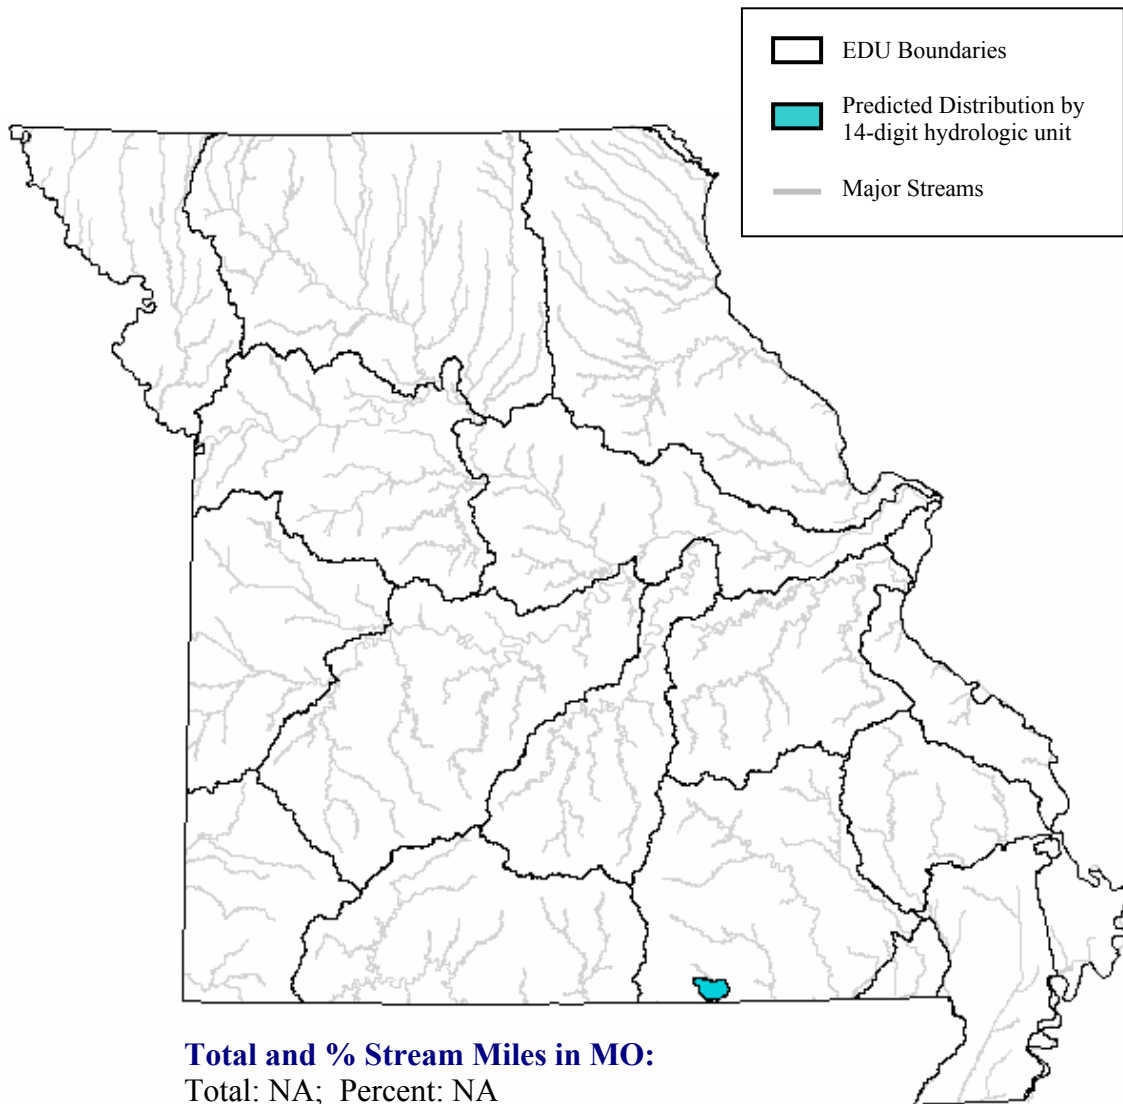 EDU Boundaries
Predicted Distribution by
14-digit hydrologic unit
Major Streams
Total and % Stream Miles in MO:
Total: NA; Percent: NA